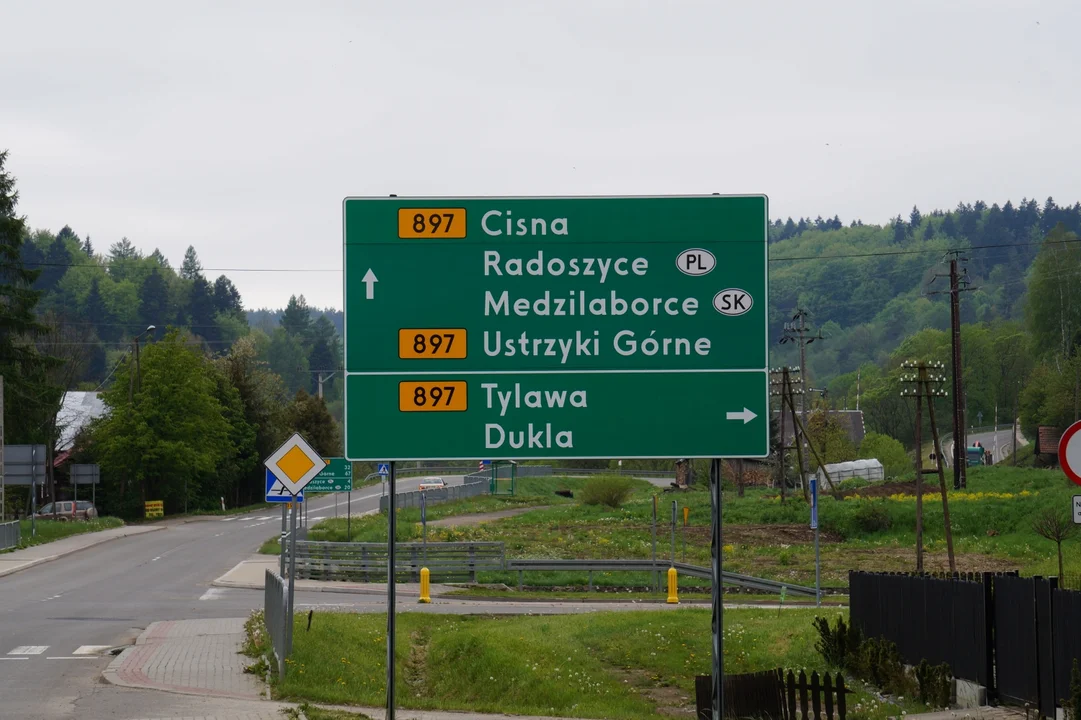 897 Cisna
Radoszyce PL
Medzilaborce SK
897 Ustrzyki Górne
897 Tylawa
Dukla